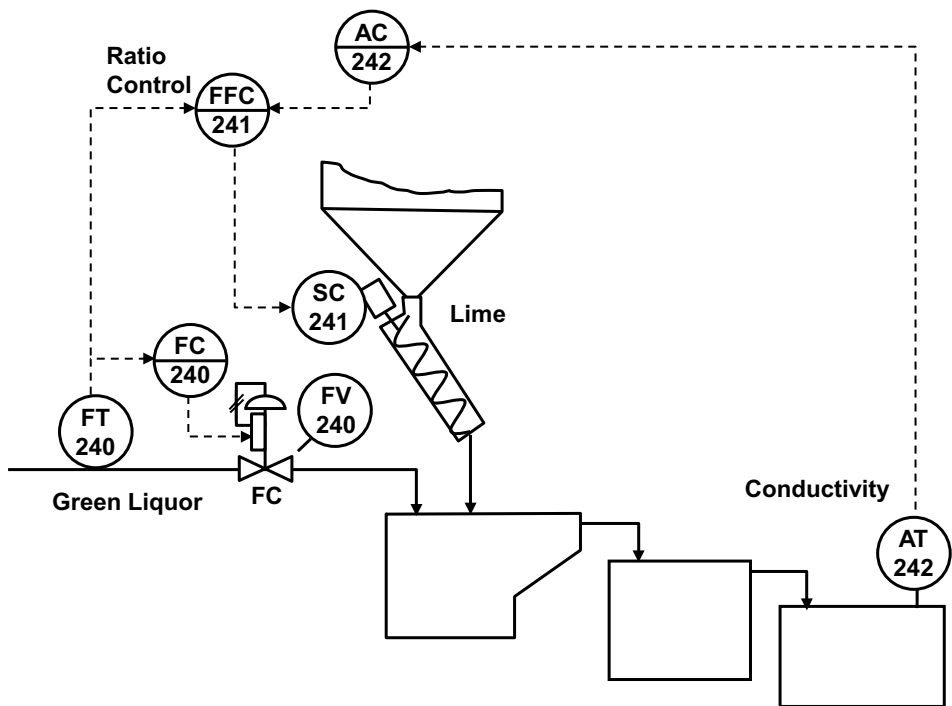 AC
242
Ratio
Control
FFC
241
SC
241
Lime
FC
240
FV
240
FT
240
Green Liquor
FC
Conductivity
AT
242